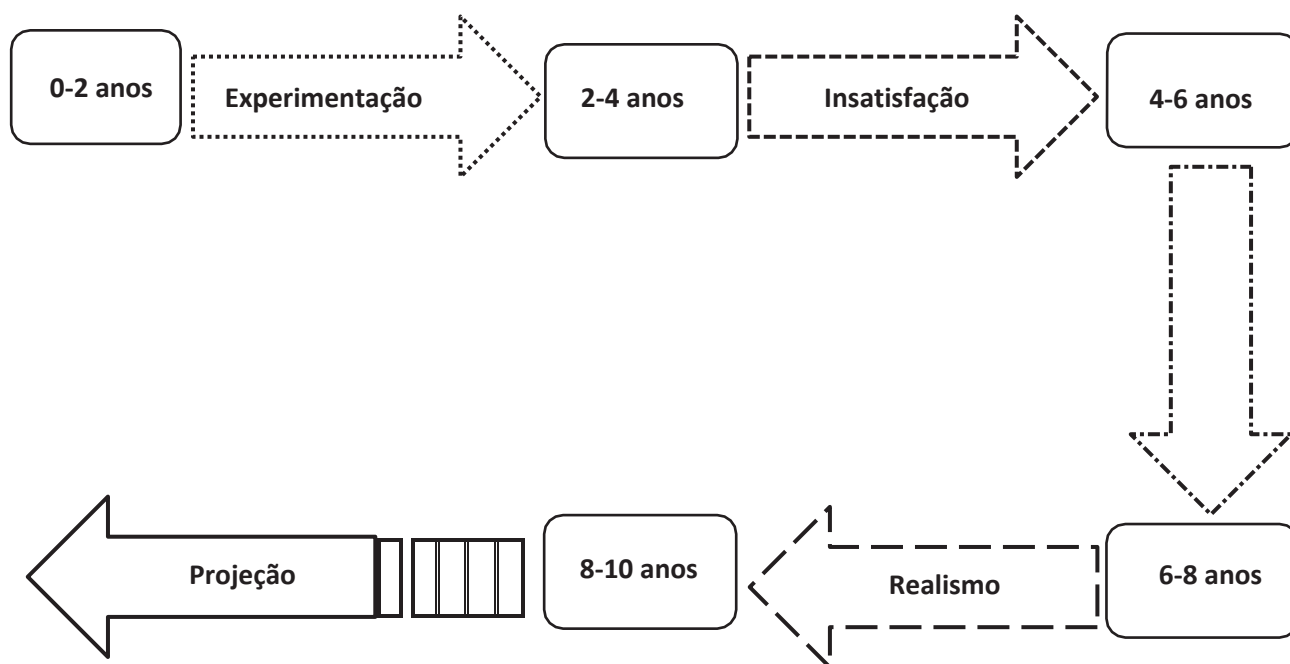 0-2 anos
Experimentação
2-4 anos
Insatisfação
4-6 anos
6-8 anos
Realismo
8-10 anos
Projeção